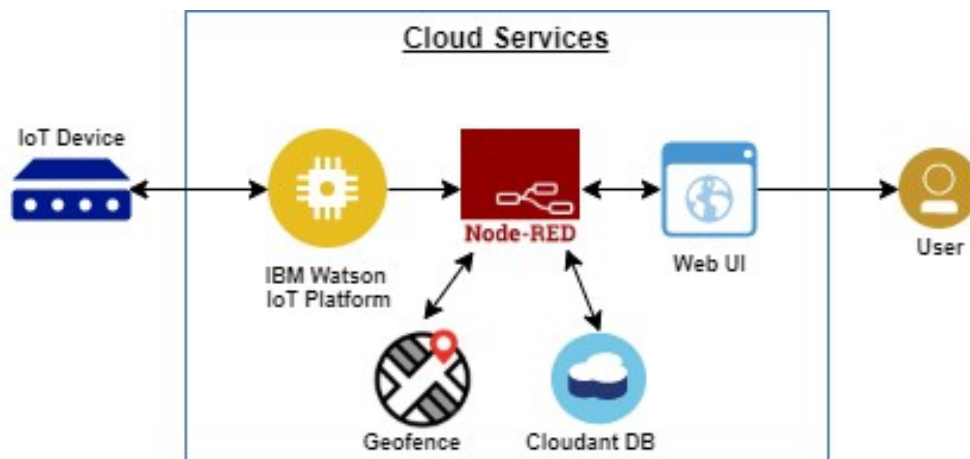 Cloud Services
IoT Device
Node-RED
IBM Watson
IoT Platform
Web UI
User
Geofence
Cloudant DB